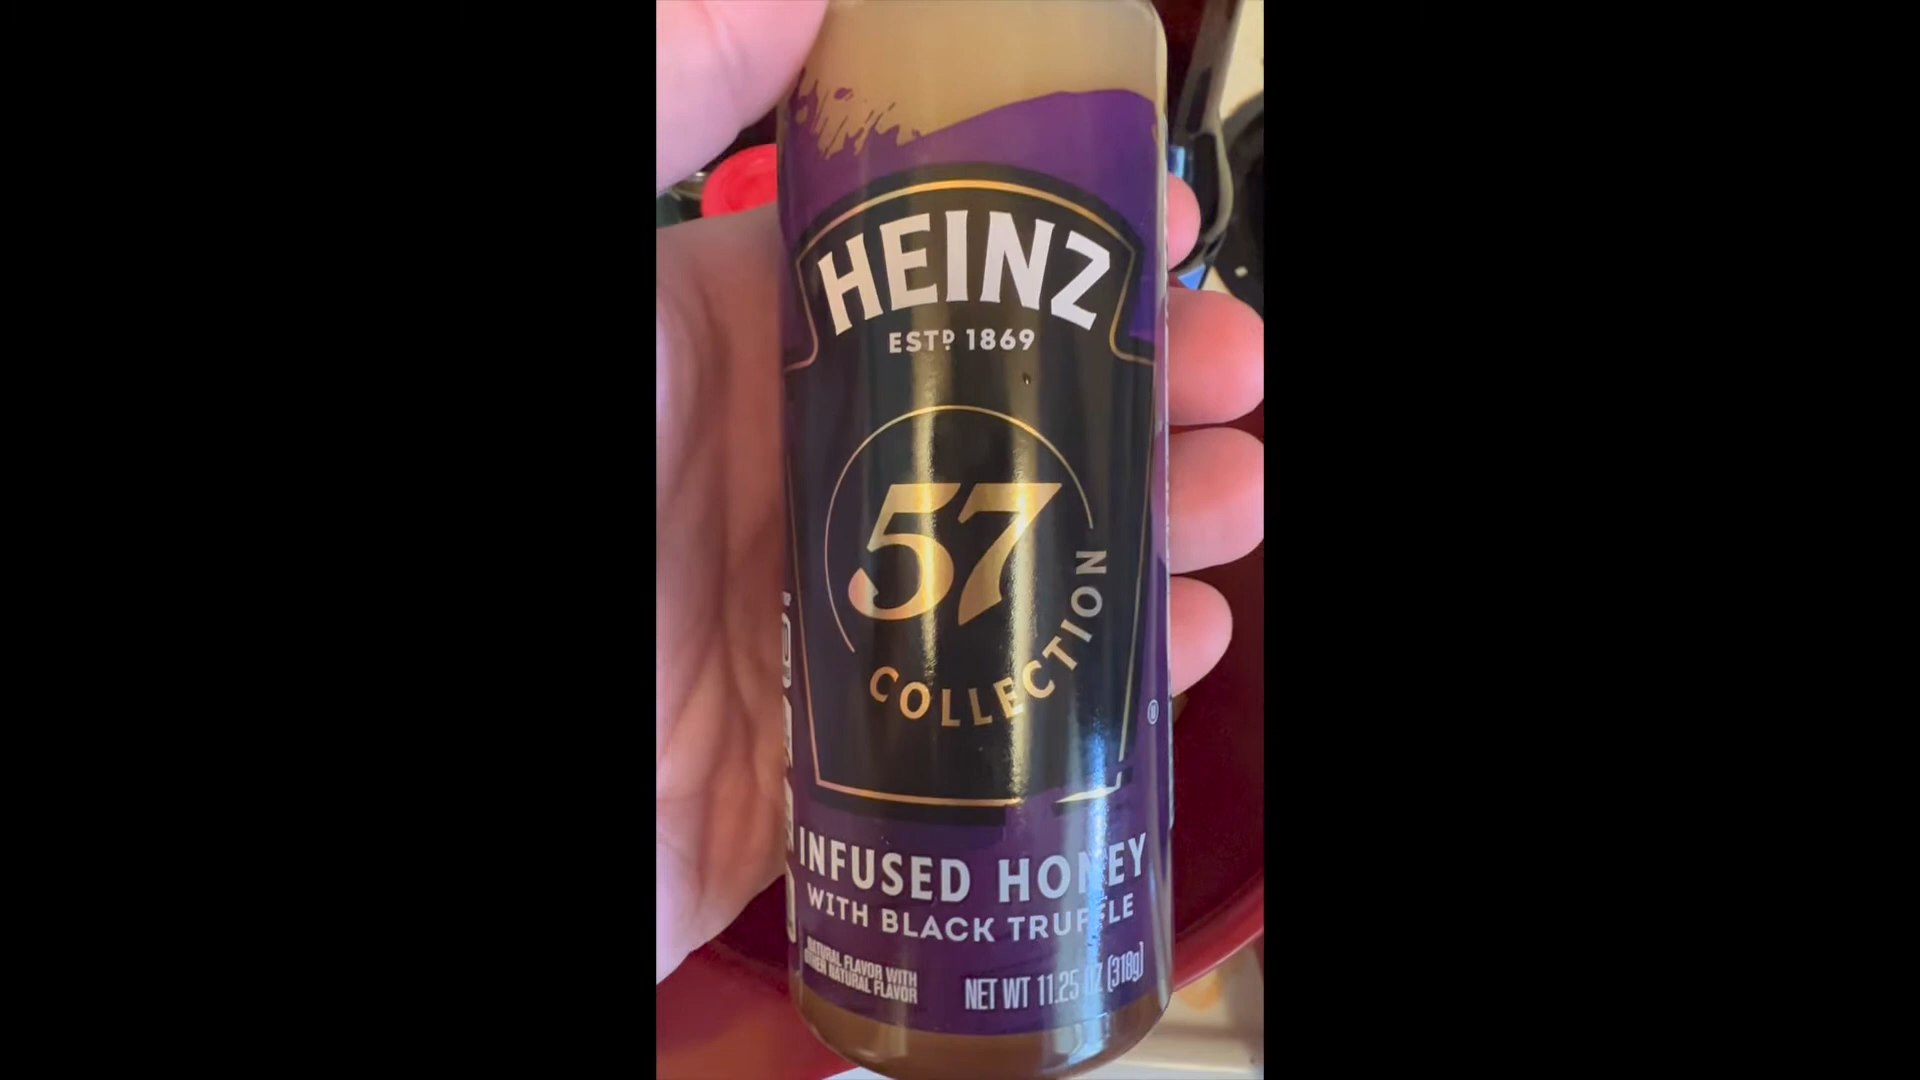 HEINZ
ESTD 1869
57
COLLECTION
INFUSED HONEY
WITH BLACK TRUFFLE
NATURAL FLAVOR WITH
OTHER NATURAL FLAVOR
NET WT 11.25 OZ (318g)